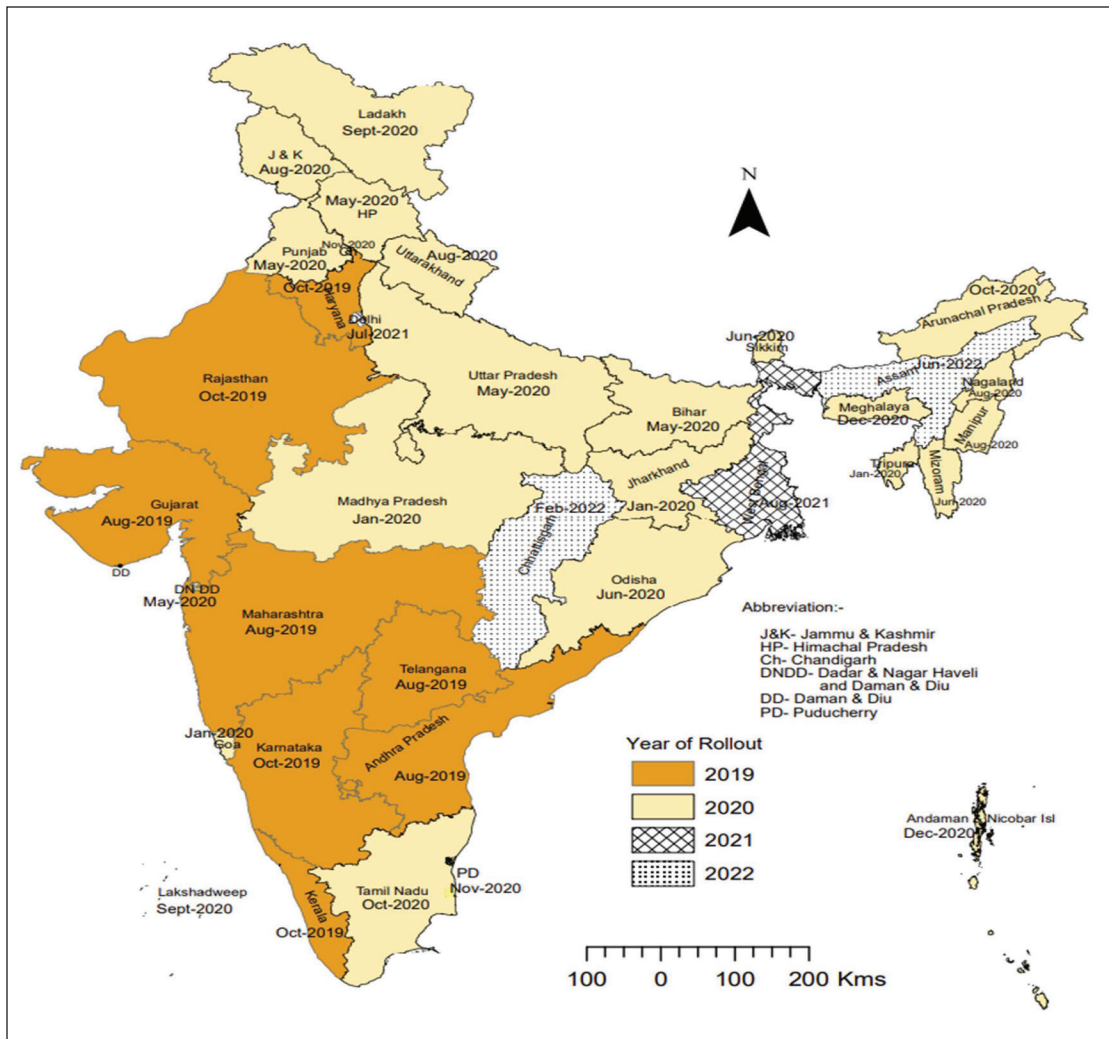 Ladakh
Sept-2020
J & K
Aug-2020
N
May-2020
HP
Nov-2020
Ch
Punjab
May-2020
Aug-2020
Uttarakhand
Oct-2019
Haryana
Delhi
Jul-2021
Oct-2020
Arunachal Pradesh
Jun-2020
Sikkim
Jun-2022
Assam
Nagaland
Aug-2020
Rajasthan
Oct-2019
Uttar Pradesh
May-2020
Bihar
May-2020
Meghalaya
Dec-2020
Manipur
Aug-2020
Tripura
Jan-2020
Mizoram
Jun-2020
Jharkhand
Jan-2020
West Bengal
Aug-2021
Madhya Pradesh
Jan-2020
Gujarat
Aug-2019
Feb-2022
Chhattisgarh
DD
DN DD
May-2020
Odisha
Jun-2020
Maharashtra
Aug-2019
Telangana
Aug-2019
Abbreviation:-
J&K- Jammu & Kashmir
HP- Himachal Pradesh
Ch- Chandigarh
DNDD- Dadar & Nagar Haveli
and Daman & Diu
DD- Daman & Diu
PD- Puducherry
Jan-2020
Goa
Karnataka
Oct-2019
Andhra Pradesh
Aug-2019
Year of Rollout
2019
2020
2021
2022
Andaman & Nicobar Isl
Dec-2020
Lakshadweep
Sept-2020
Kerala
Oct-2019
Tamil Nadu
Oct-2020
PD
Nov-2020
100 0 100 200 Kms